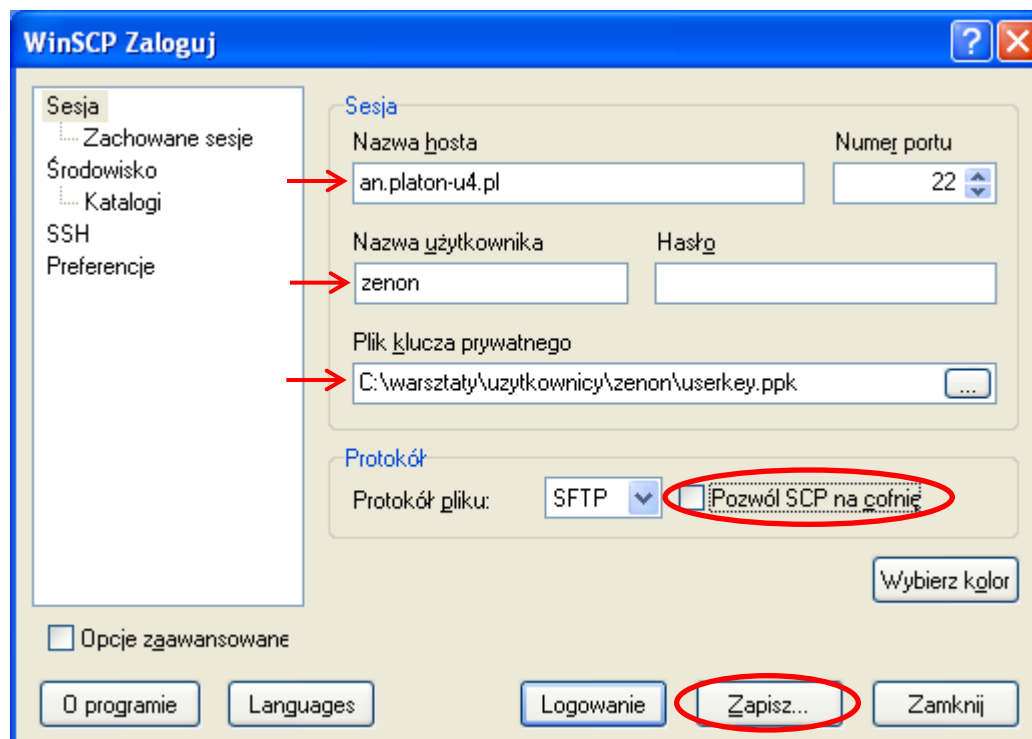 WinSCP Zaloguj
Sesja
Zachowane sesje
Środowisko
Katalogi
SSH
Preferencje
Sesja
Nazwa hosta
Numer portu
an.platon-u4.pl
22
Nazwa użytkownika
Hasło
zenon
Plik klucza prywatnego
C:\warsztaty\uzytkownicy\zenon\userkey.ppk
...
Protokół
Protokół pliku:
SFTP
Pozwól SCP na cofnię
Wybierz kolor
Opcje zaawansowane
O programie
Languages
Logowanie
Zapisz...
Zamknij